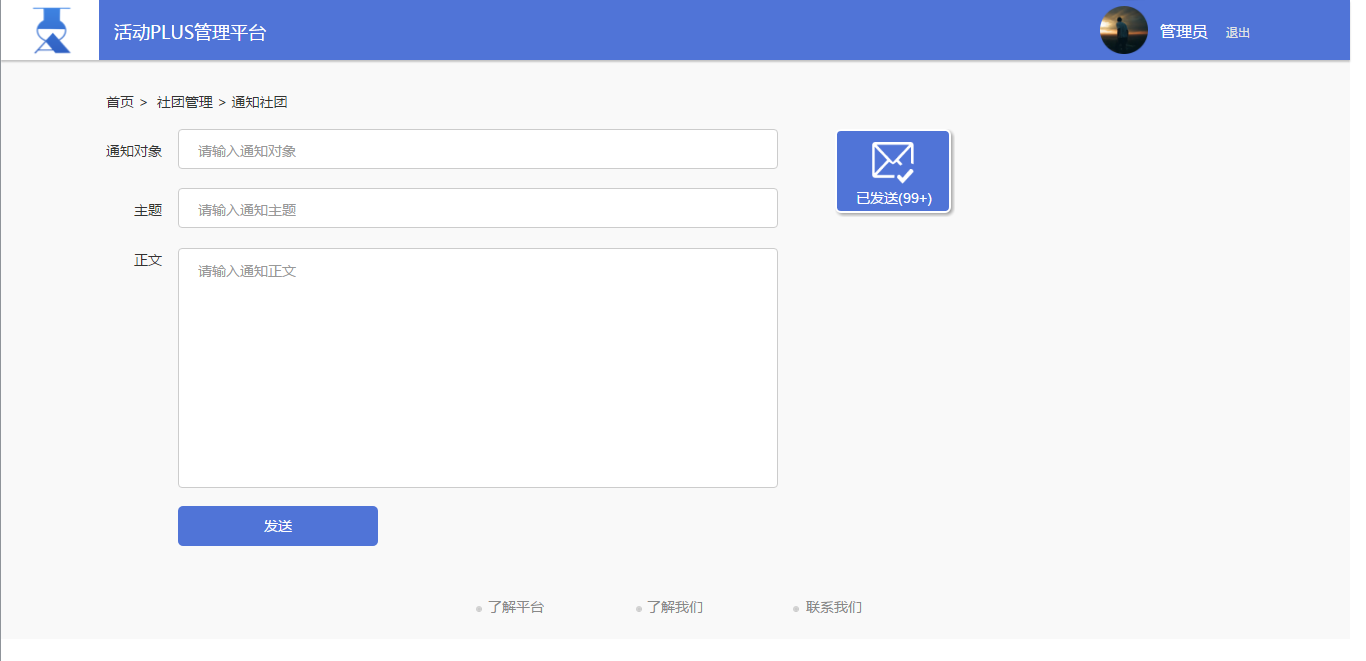 活动PLUS管理平台
管理员 退出
首页 > 社团管理 > 通知社团
通知对象 请输入通知对象
已发送(99+)
主题 请输入通知主题
正文 请输入通知正文
发送
了解平台 了解我们 联系我们